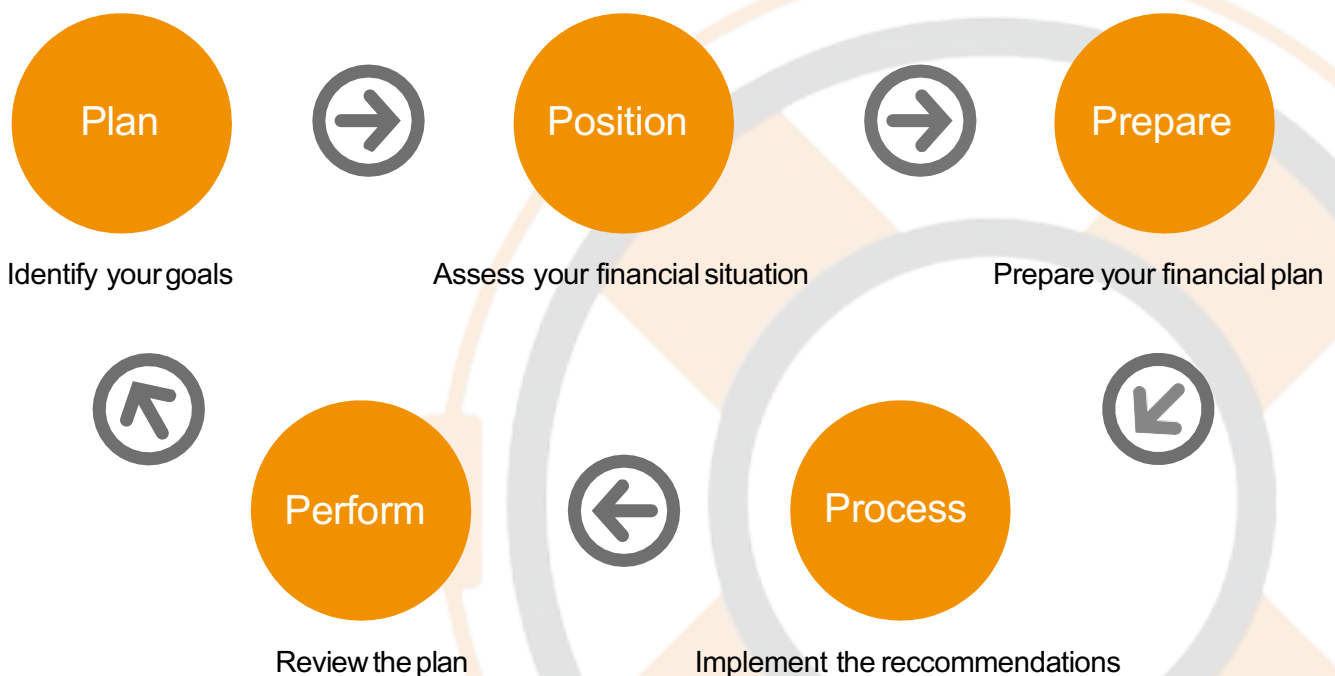 Plan
Position
Prepare
Identify your goals
Assess your financial situation
Prepare your financial plan
Perform
Process
Review the plan
Implement the reccommendations